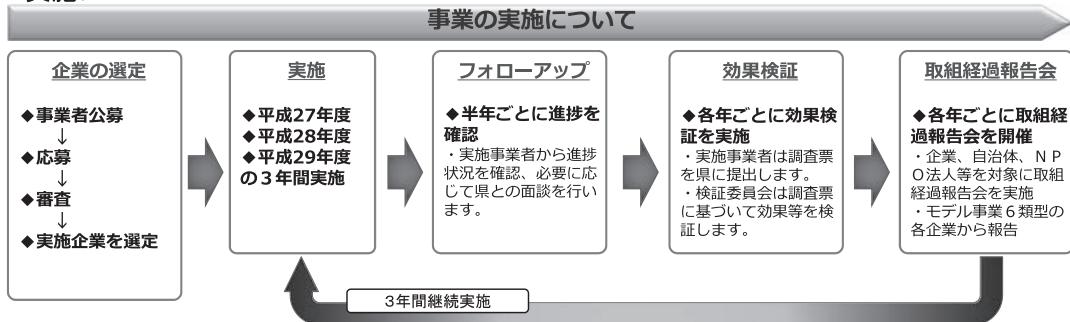 事業の実施について
企業の選定
◆事業者公募
↓
◆応募
↓
◆審査
↓
◆実施企業を選定
実施
◆平成27年度
◆平成28年度
◆平成29年度
の３年間実施
フォローアップ
◆半年ごとに進捗を
確認
・実施事業者から進捗
状況を確認、必要に応
じて県との面談を行い
ます。
効果検証
◆各年ごとに効果検
証を実施
・実施事業者は調査票
を県に提出します。
・検証委員会は調査票
に基づいて効果等を検
証します。
取組経過報告会
◆各年ごとに取組経
過報告会を開催
・企業、自治体、ＮＰ
Ｏ法人等を対象に取組
経過報告会を実施
・モデル事業６類型の
各企業から報告
3年間継続実施